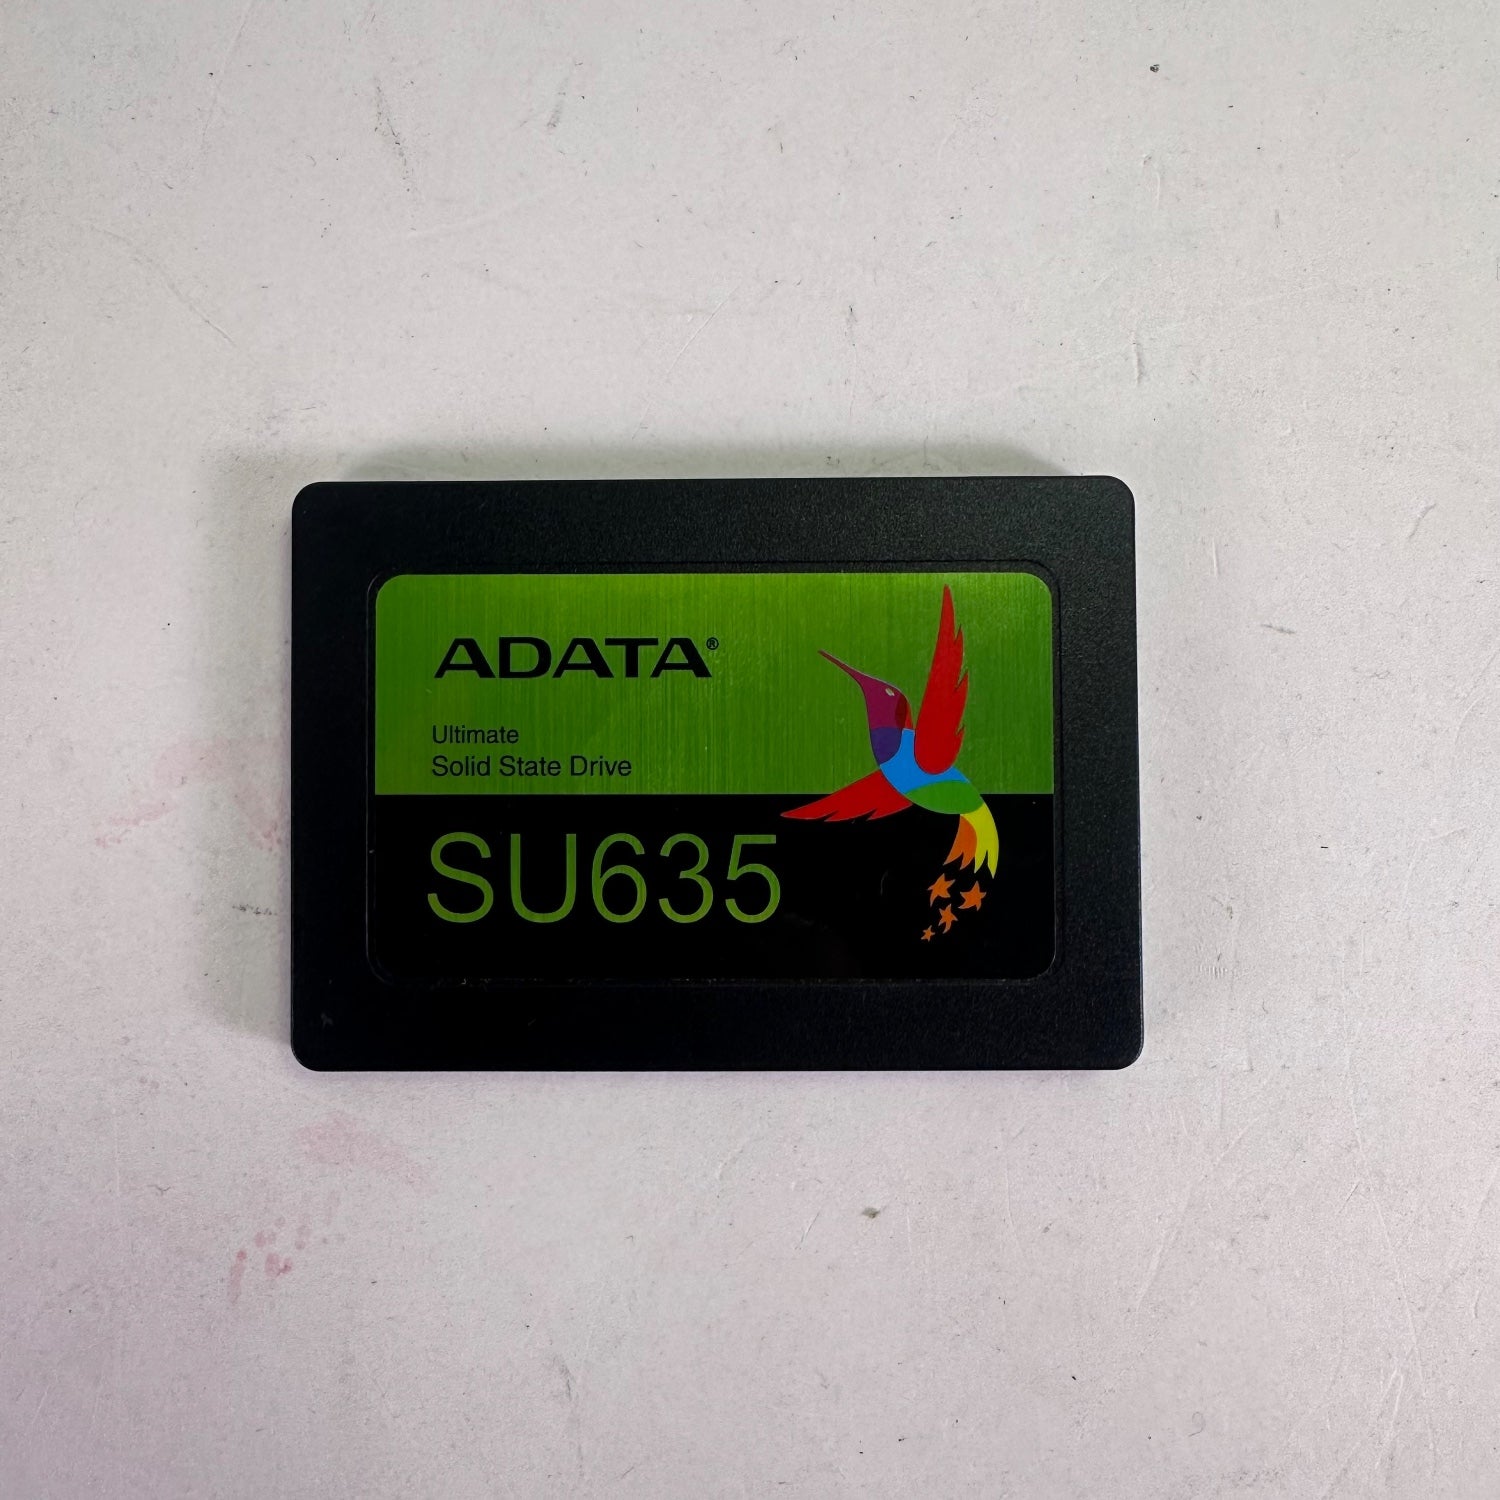 ADATA®
Ultimate
Solid State Drive
SU635